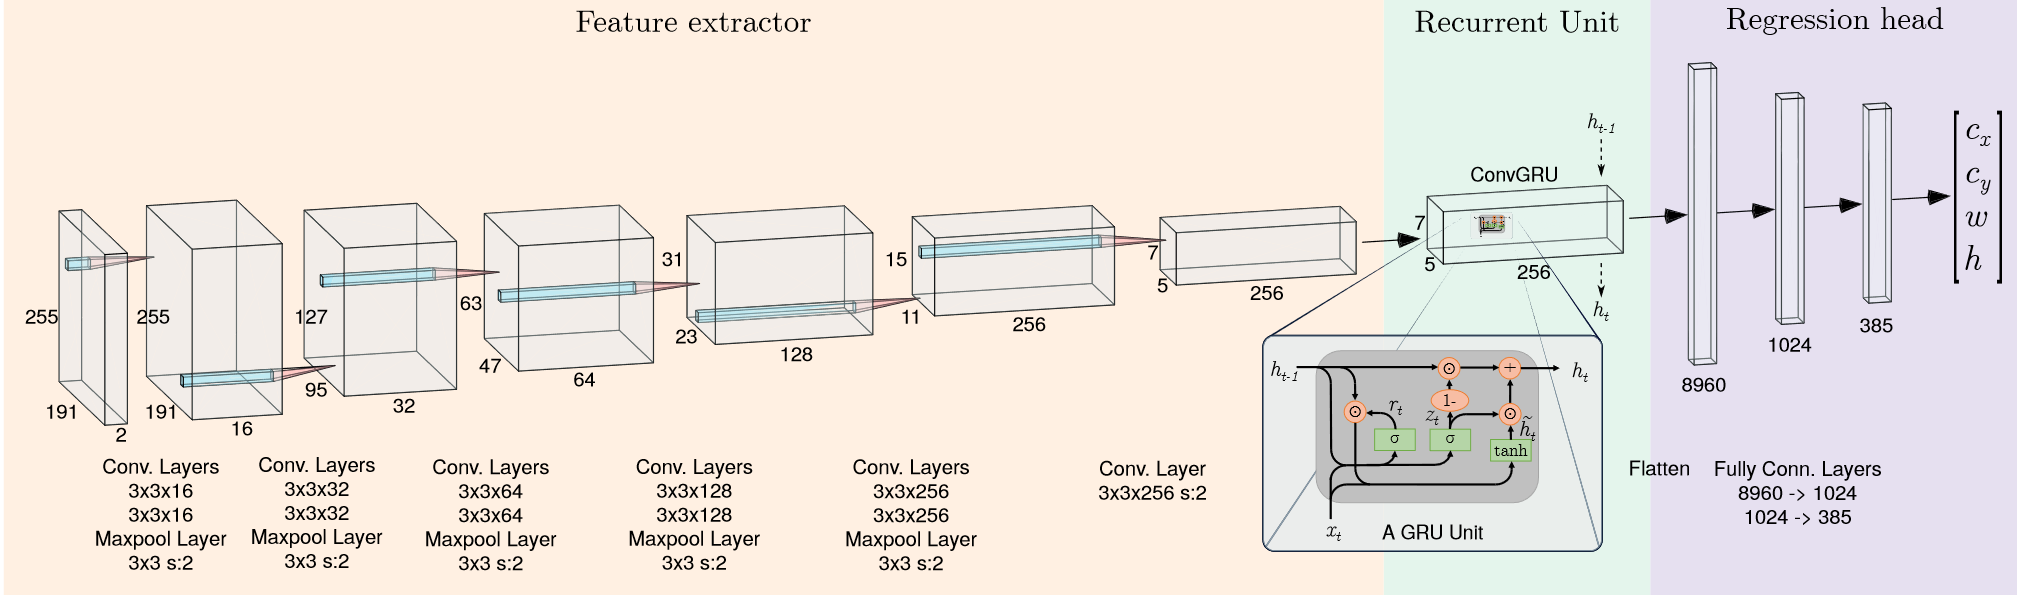 Feature extractor
Recurrent Unit
Regression head
255
191
2
255
191
16
127
95
32
63
47
64
31
23
128
15
11
256
7
5
256
ConvGRU
h_{t-1}
7
5
256
h_t
8960
1024
385
c_x
c_y
w
h
h_{t-1}
h_t
r_t
z_t
1-
h̃_t
σ
σ
tanh
x_t
A GRU Unit
Conv. Layers
3x3x16
3x3x16
Maxpool Layer
3x3 s:2
Conv. Layers
3x3x32
3x3x32
Maxpool Layer
3x3 s:2
Conv. Layers
3x3x64
3x3x64
Maxpool Layer
3x3 s:2
Conv. Layers
3x3x128
3x3x128
Maxpool Layer
3x3 s:2
Conv. Layers
3x3x256
3x3x256
Maxpool Layer
3x3 s:2
Conv. Layer
3x3x256 s:2
Flatten
Fully Conn. Layers
8960 -> 1024
1024 -> 385